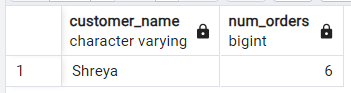 customer_name num_orders
character varying bigint
1 Shreya 6